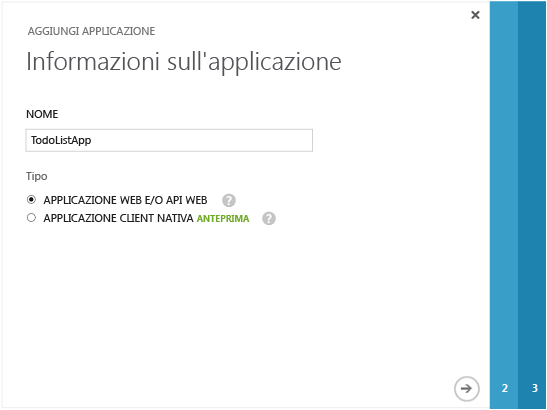 AGGIUNGI APPLICAZIONE
Informazioni sull'applicazione
NOME
TodoListApp
Tipo
APPLICAZIONE WEB E/O API WEB ?
APPLICAZIONE CLIENT NATIVA ANTEPRIMA ?
2 3